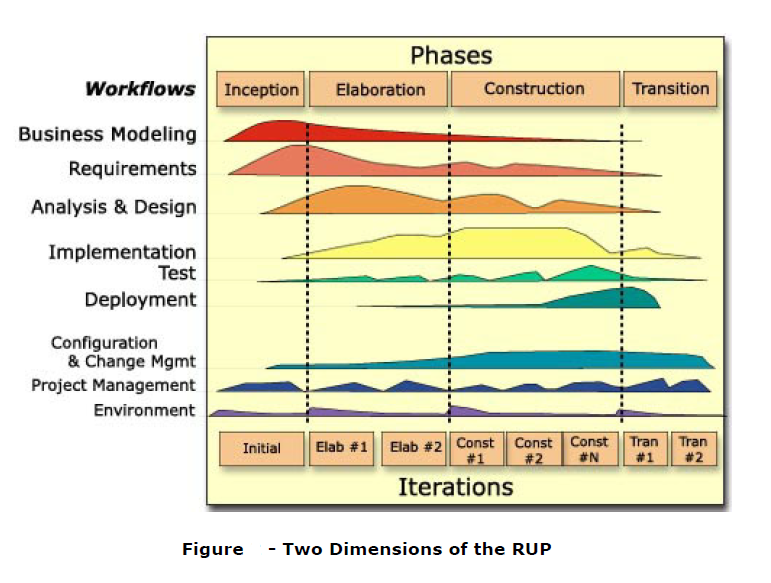 Phases
Workflows
Inception
Elaboration
Construction
Transition
Business Modeling
Requirements
Analysis & Design
Implementation
Test
Deployment
Configuration
& Change Mgmt
Project Management
Environment
Initial
Elab #1
Elab #2
Const
#1
Const
#2
Const
#N
Tran
#1
Tran
#2
Iterations
Figure - Two Dimensions of the RUP